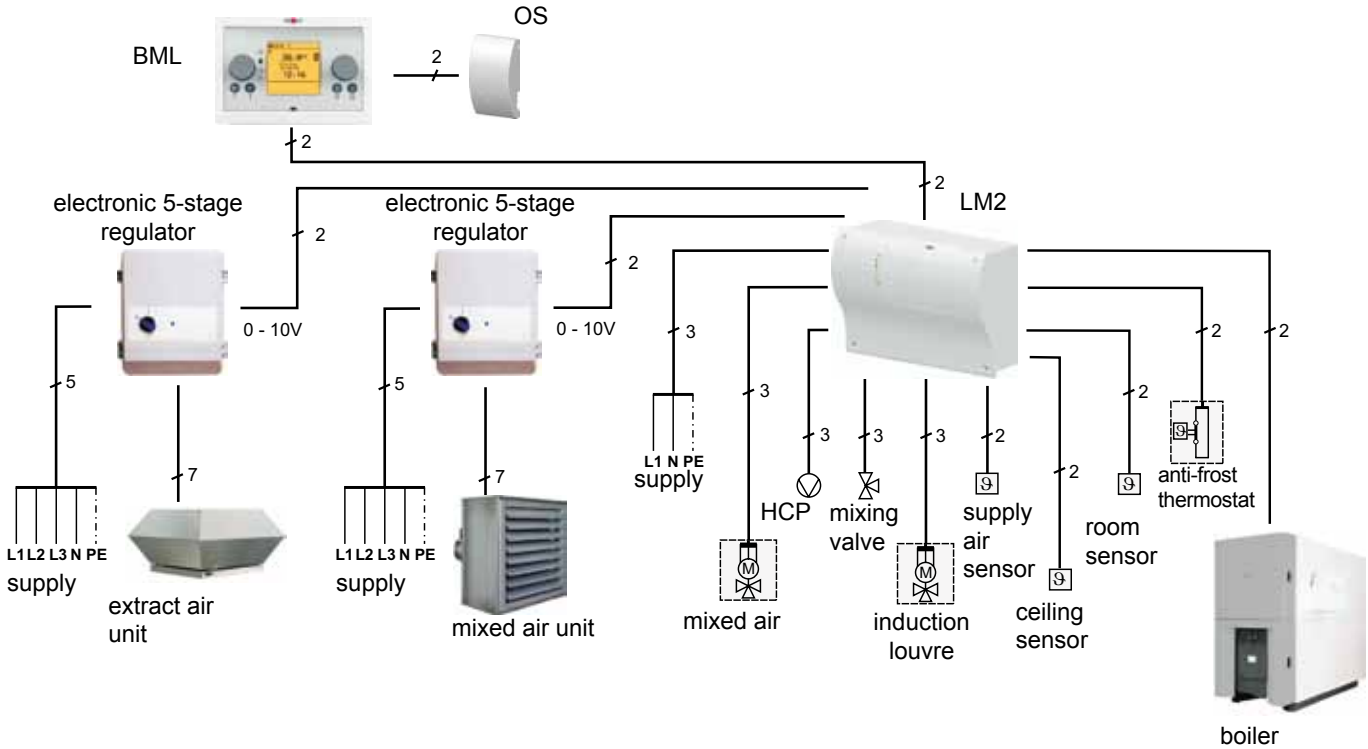 OS
BML
2
2
2
LM2
electronic 5-stage
regulator
electronic 5-stage
regulator
2
2
0 - 10V
0 - 10V
3
2
2
5
5
3
2
3
3
3
2
2
7
7
L1 N PE
supply
HCP
mixing
valve
supply
air
sensor
room
sensor
anti-frost
thermostat
L1 L2 L3 N PE
supply
L1 L2 L3 N PE
supply
M
M
extract air
unit
mixed air unit
mixed air
induction
louvre
ceiling
sensor
boiler